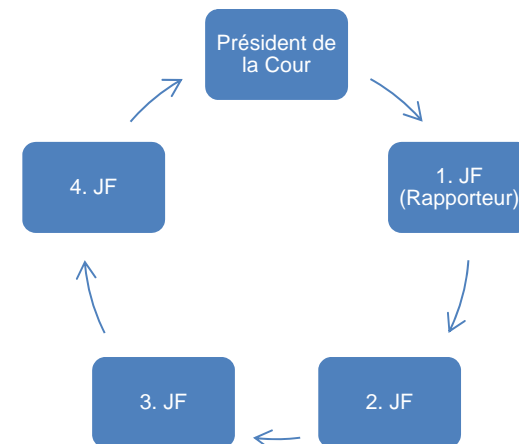 Président de
la Cour
1. JF
(Rapporteur)
2. JF
3. JF
4. JF